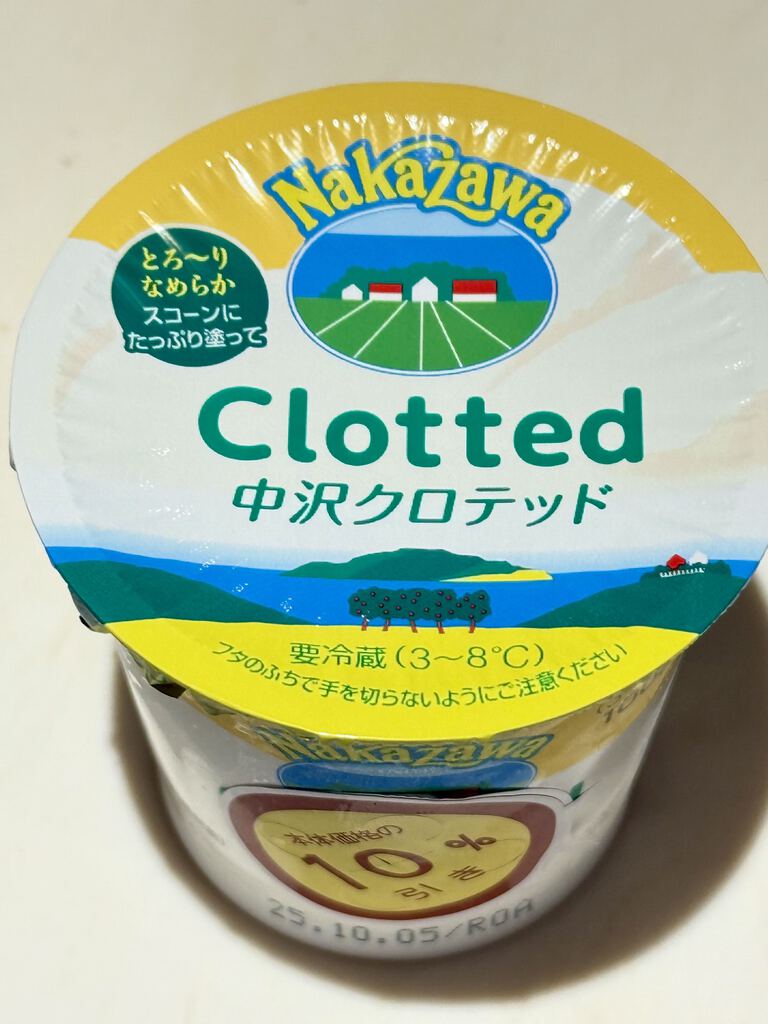 Nakazawa
とろ〜り
なめらか
スコーンに
たっぷり塗って
Clotted
中沢クロテッド
要冷蔵(3〜8℃)
フタのふちで手を切らないようにご注意ください
Nakazawa
本体価格の
10%
引き
25.10.05/ROA